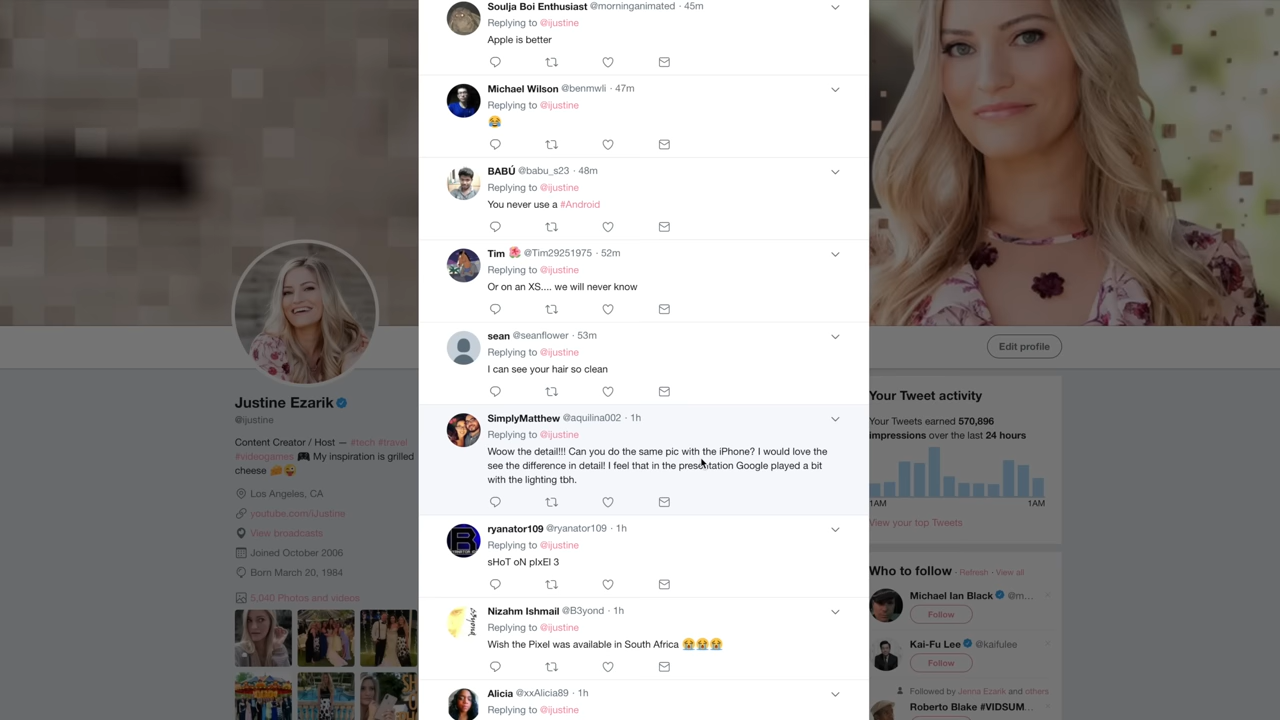 Soulja Boi Enthusiast @morninganimated · 45m
Replying to @ijustine
Apple is better
Michael Wilson @benmwli · 47m
Replying to @ijustine
😂
BABÚ @babu_s23 · 48m
Replying to @ijustine
You never use a #Android
Tim 🌺 @Tim29251975 · 52m
Replying to @ijustine
Or on an XS.... we will never know
sean @seanflower · 53m
Replying to @ijustine
I can see your hair so clean
SimplyMatthew @aquilina002 · 1h
Replying to @ijustine
Woow the detail!!! Can you do the same pic with the iPhone? I would love the
see the difference in detail! I feel that in the presentation Google played a bit
with the lighting tbh.
ryanator109 @ryanator109 · 1h
Replying to @ijustine
sHoT oN pIxEl 3
Nizahm Ishmail @B3yond · 1h
Replying to @ijustine
Wish the Pixel was available in South Africa 😭😭😭
Alicia @xxAlicia89 · 1h
Replying to @ijustine
Justine Ezarik
@ijustine
Content Creator / Host — #tech #travel
#videogames 🎮 My inspiration is grilled
cheese 🧀😜
Los Angeles, CA
youtube.com/iJustine
View broadcasts
Joined October 2006
Born March 20, 1984
5,040 Photos and videos
Edit profile
Your Tweet activity
Your Tweets earned 570,896
impressions over the last 24 hours
1AM 1AM
View your top Tweets
Who to follow · Refresh · View all
Michael Ian Black @m...
Follow
Kai-Fu Lee @kaifulee
Follow
Followed by Jenna Ezarik and others
Roberto Blake #VIDSUM...